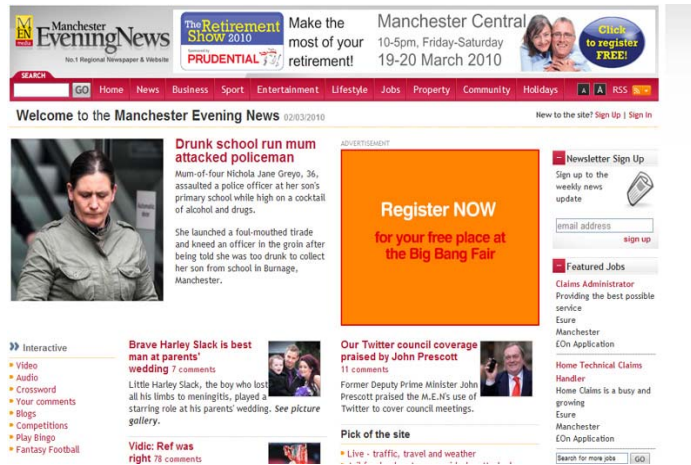 MEN media
Manchester
EveningNews
No.1 Regional Newspaper & Website
The Retirement
Show 2010
Sponsored by
PRUDENTIAL
Make the
most of your
retirement!
Manchester Central
10-5pm, Friday-Saturday
19-20 March 2010
Click
to register
FREE!
SEARCH
GO Home News Business Sport Entertainment Lifestyle Jobs Property Community Holidays A A RSS
Welcome to the Manchester Evening News 02/03/2010
New to the site? Sign Up | Sign In
Drunk school run mum
attacked policeman
Mum-of-four Nichola Jane Greyo, 36,
assaulted a police officer at her son's
primary school while high on a cocktail
of alcohol and drugs.
She launched a foul-mouthed tirade
and kneed an officer in the groin after
being told she was too drunk to collect
her son from school in Burnage,
Manchester.
ADVERTISEMENT
Register NOW
for your free place at
the Big Bang Fair
Newsletter Sign Up
Sign up to the
weekly news
update
email address
sign up
Featured Jobs
Claims Administrator
Providing the best possible
service
Esure
Manchester
£On Application
Home Technical Claims
Handler
Home Claims is a busy and
growing
Esure
Manchester
£On Application
Search for more jobs GO
Interactive
Video
Audio
Crossword
Your comments
Blogs
Competitions
Play Bingo
Fantasy Football
Brave Harley Slack is best
man at parents'
wedding 7 comments
Little Harley Slack, the boy who lost
all his limbs to meningitis, played a
starring role at his parents' wedding. See picture
gallery.
Vidic: Ref was
right 78 comments
Our Twitter council coverage
praised by John Prescott
11 comments
Former Deputy Prime Minister John
Prescott praised the M.E.N's use of
Twitter to cover council meetings.
Pick of the site
Live - traffic, travel and weather